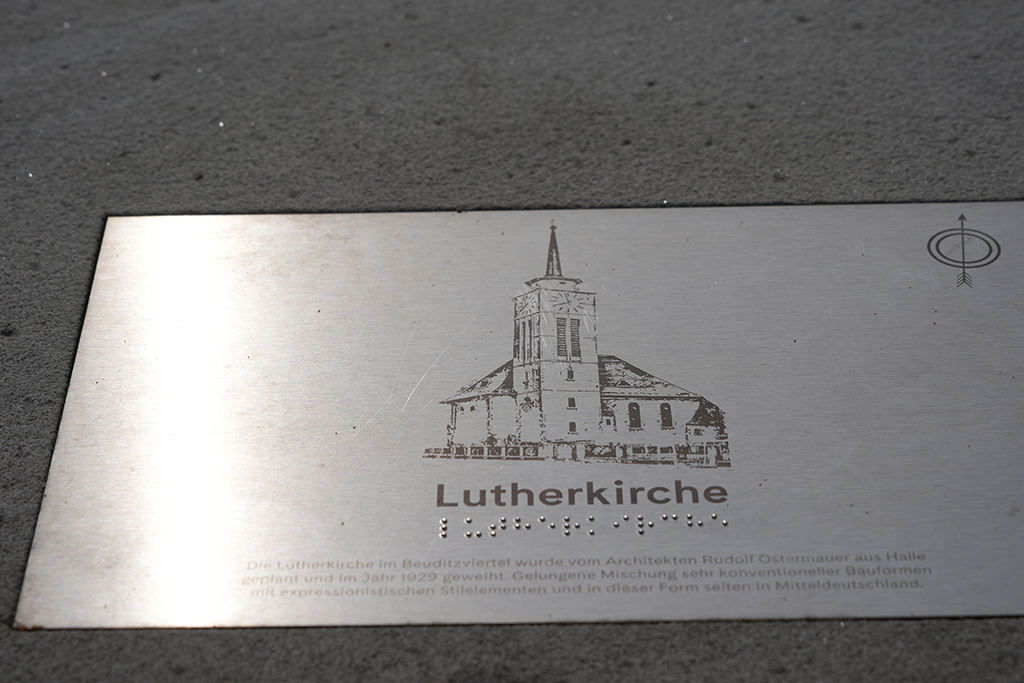 Lutherkirche
Die Lutherkirche im Beuditzviertel wurde vom Architekten Rudolf Ostermauer aus Halle
geplant und im Jahr 1929 geweiht. Gelungene Mischung sehr konventioneller Bauformen
mit expressionistischen Stilelementen und in dieser Form selten in Mitteldeutschland.